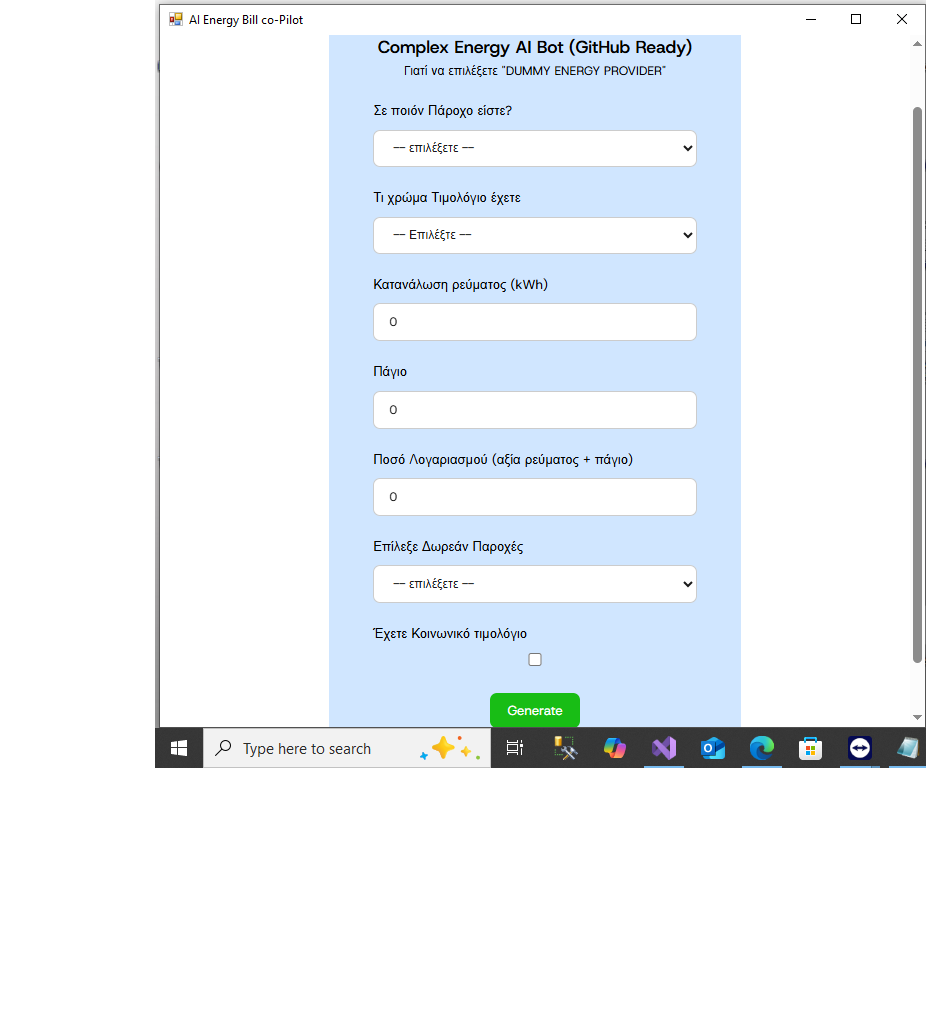 AI Energy Bill co-Pilot
Complex Energy AI Bot (GitHub Ready)
Γιατί να επιλέξετε "DUMMY ENERGY PROVIDER"
Σε ποιόν Πάροχο είστε?
-- επιλέξετε --
Τι χρώμα Τιμολόγιο έχετε
-- Επιλέξτε --
Κατανάλωση ρεύματος (kWh)
0
Πάγιο
0
Ποσό Λογαριασμού (αξία ρεύματος + πάγιο)
0
Επίλεξε Δωρεάν Παροχές
-- επιλέξετε --
Έχετε Κοινωνικό τιμολόγιο
Generate
Type here to search